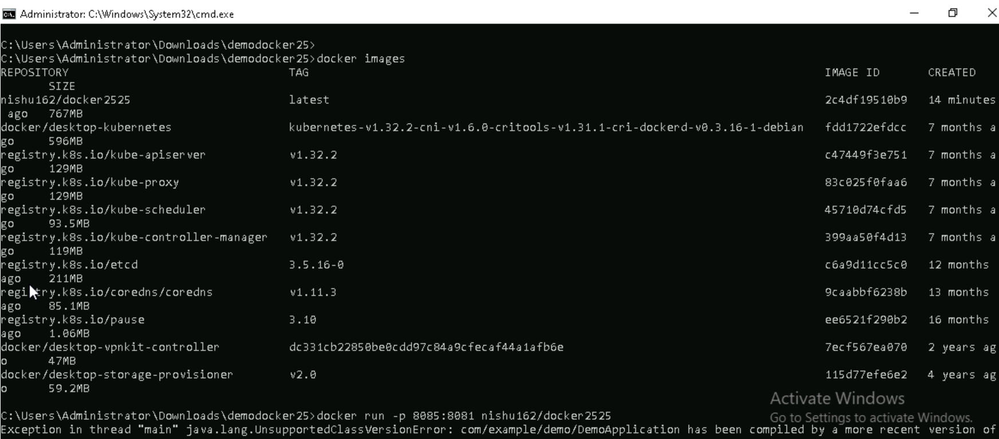 Administrator: C:\Windows\System32\cmd.exe
C:\Users\Administrator\Downloads\demodocker25>
C:\Users\Administrator\Downloads\demodocker25>docker images
REPOSITORY TAG IMAGE ID CREATED
SIZE
nishu162/docker2525 latest 2c4df19510b9 14 minutes
ago 767MB
docker/desktop-kubernetes kubernetes-v1.32.2-cni-v1.6.0-critools-v1.31.1-cri-dockerd-v0.3.16-1-debian fdd1722efdcc 7 months a
go 596MB
registry.k8s.io/kube-apiserver v1.32.2 c47449f3e751 7 months a
go 129MB
registry.k8s.io/kube-proxy v1.32.2 83c025f0faa6 7 months a
go 129MB
registry.k8s.io/kube-scheduler v1.32.2 45710d74cfd5 7 months a
go 93.5MB
registry.k8s.io/kube-controller-manager v1.32.2 399aa50f4d13 7 months a
go 119MB
registry.k8s.io/etcd 3.5.16-0 c6a9d11cc5c0 12 months
ago 211MB
registry.k8s.io/coredns/coredns v1.11.3 9caabbf6238b 13 months
ago 85.1MB
registry.k8s.io/pause 3.10 ee6521f290b2 16 months
ago 1.06MB
docker/desktop-vpnkit-controller dc331cb22850be0cdd97c84a9cfecaf44a1afb6e 7ecf567ea070 2 years ag
o 47MB
docker/desktop-storage-provisioner v2.0 115d77efe6e2 4 years ag
o 59.2MB
Activate Windows
Go to Settings to activate Windows.
C:\Users\Administrator\Downloads\demodocker25>docker run -p 8085:8081 nishu162/docker2525
Exception in thread "main" java.lang.UnsupportedClassVersionError: com/example/demo/DemoApplication has been compiled by a more recent version of